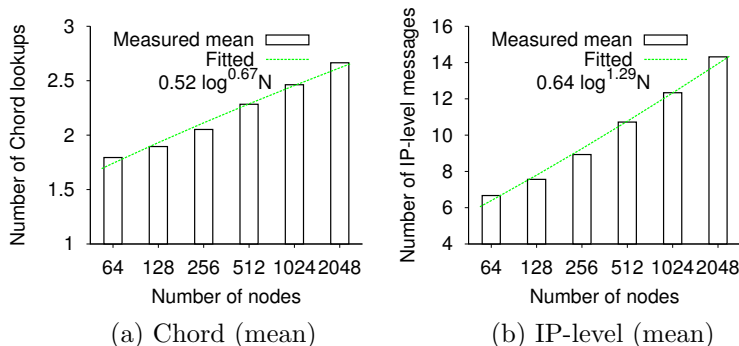 Number of Chord lookups
3
2.5
2
1.5
1
Measured mean
Fitted
0.52 log^0.67N
64 128 256 512 1024 2048
Number of nodes
(a) Chord (mean)
Number of IP-level messages
16
14
12
10
8
6
4
Measured mean
Fitted
0.64 log^1.29N
64 128 256 512 1024 2048
Number of nodes
(b) IP-level (mean)